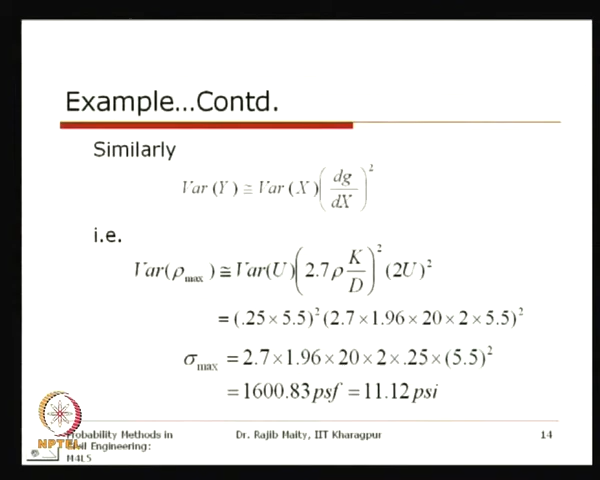 Example...Contd.
Similarly
Var (Y) ≅ Var (X) (dg/dX)^2
i.e.
Var(ρ_max) ≅ Var(U) (2.7ρ K/D)^2 (2U)^2
= (.25 × 5.5)^2 (2.7 × 1.96 × 20 × 2 × 5.5)^2
σ_max = 2.7 × 1.96 × 20 × 2 × .25 × (5.5)^2
= 1600.83 psf = 11.12 psi
Probability Methods in Civil Engineering: M4L5
Dr. Rajib Maity, IIT Kharagpur
14
NPTEL